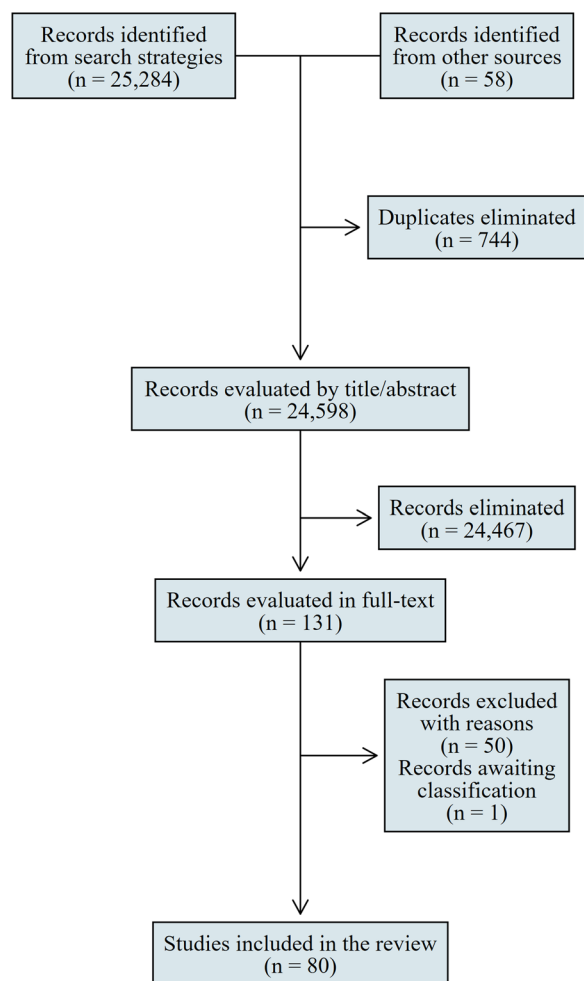 Records identified
from search strategies
(n = 25,284)
Records identified
from other sources
(n = 58)
Duplicates eliminated
(n = 744)
Records evaluated by title/abstract
(n = 24,598)
Records eliminated
(n = 24,467)
Records evaluated in full-text
(n = 131)
Records excluded
with reasons
(n = 50)
Records awaiting
classification
(n = 1)
Studies included in the review
(n = 80)